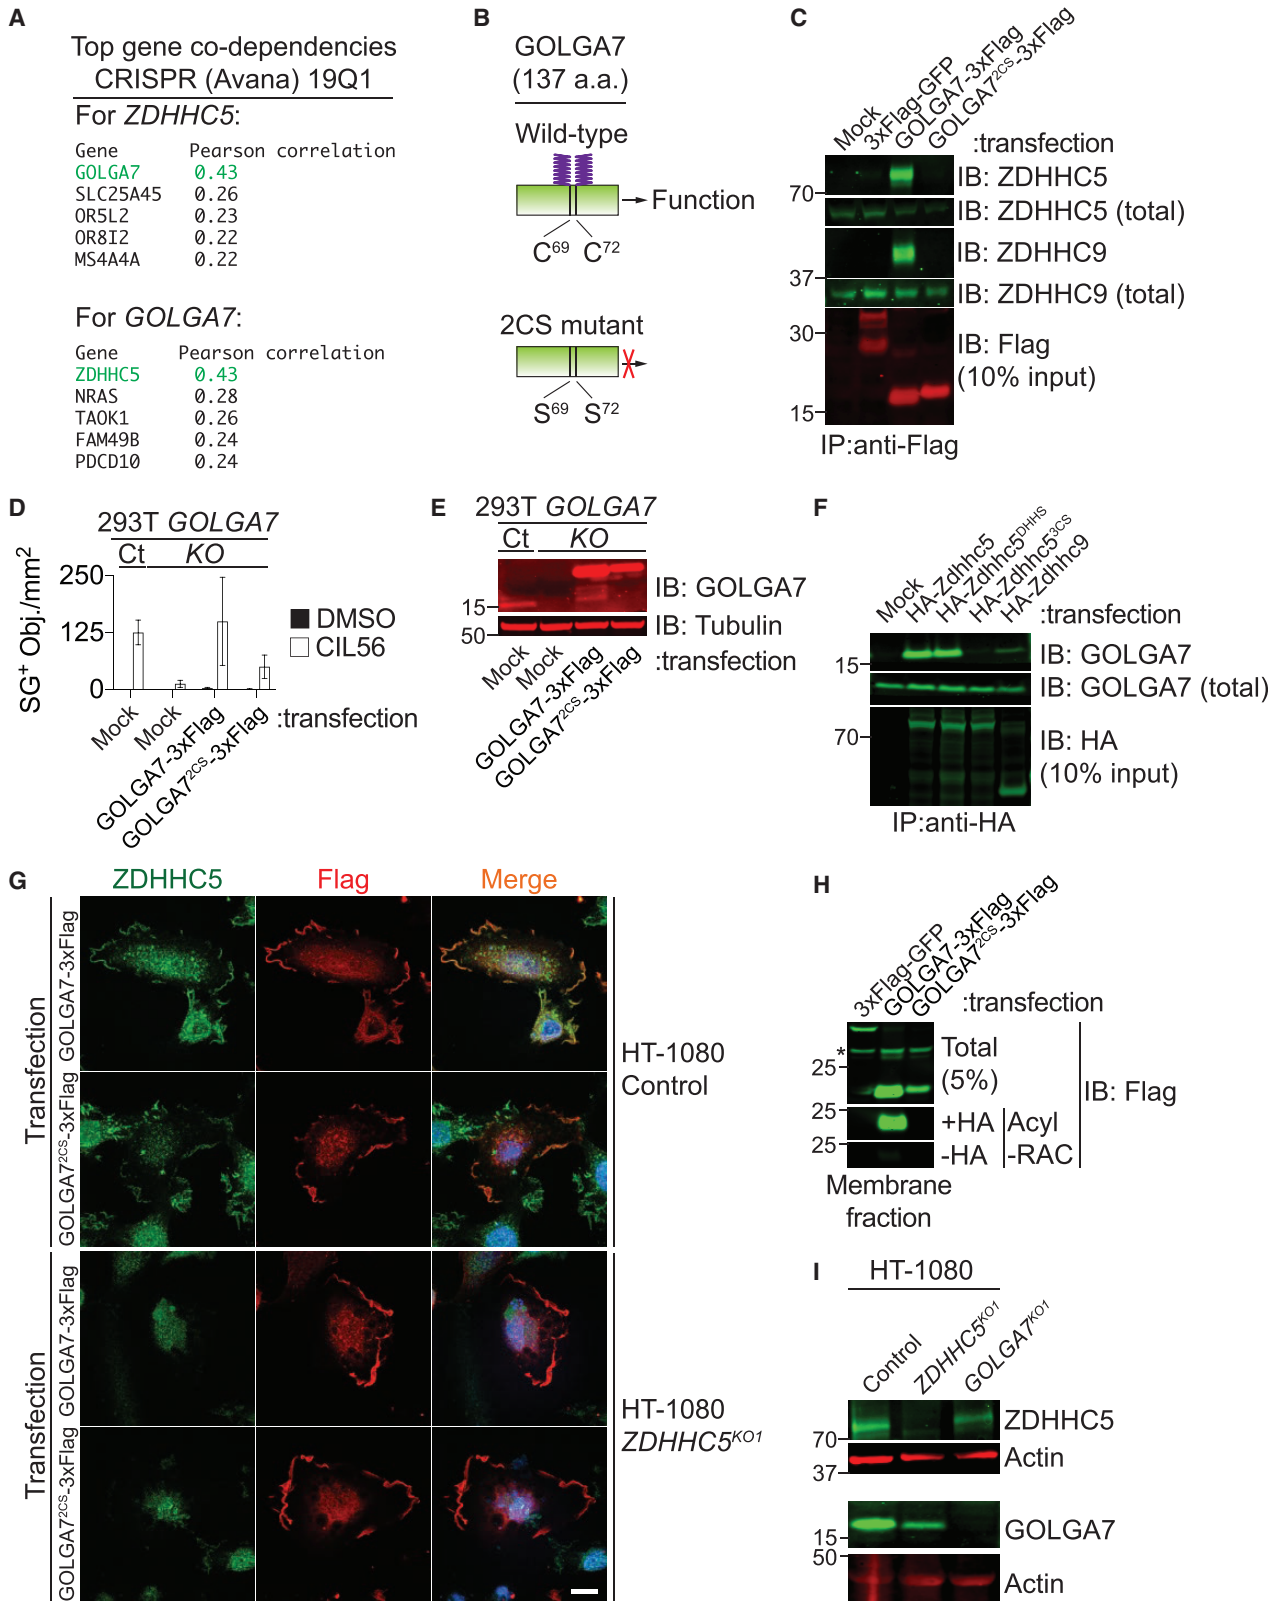 A
Top gene co-dependencies
CRISPR (Avana) 19Q1
For ZDHHC5:
Gene Pearson correlation
GOLGA7 0.43
SLC25A45 0.26
OR5L2 0.23
OR8I2 0.22
MS4A4A 0.22
For GOLGA7:
Gene Pearson correlation
ZDHHC5 0.43
NRAS 0.28
TAOK1 0.26
FAM49B 0.24
PDCD10 0.24
B
GOLGA7
(137 a.a.)
Wild-type
Function
C69 C72
2CS mutant
S69 S72
C
Mock
3xFlag-GFP
GOLGA7-3xFlag
GOLGA72CS-3xFlag
:transfection
IB: ZDHHC5
70
IB: ZDHHC5 (total)
IB: ZDHHC9
37
IB: ZDHHC9 (total)
30
IB: Flag
(10% input)
15
IP:anti-Flag
D
293T GOLGA7
Ct KO
SG+ Obj./mm2
250
125
0
DMSO
CIL56
Mock
Mock
GOLGA7-3xFlag
GOLGA72CS-3xFlag
:transfection
E
293T GOLGA7
Ct KO
IB: GOLGA7
15
IB: Tubulin
50
Mock
Mock
GOLGA7-3xFlag
GOLGA72CS-3xFlag
:transfection
F
Mock
HA-Zdhhc5
HA-Zdhhc5DHHS
HA-Zdhhc53CS
HA-Zdhhc9
:transfection
IB: GOLGA7
15
IB: GOLGA7 (total)
70
IB: HA
(10% input)
IP:anti-HA
G
ZDHHC5 Flag Merge
Transfection
GOLGA7-3xFlag
GOLGA72CS-3xFlag
HT-1080
Control
Transfection
GOLGA7-3xFlag
GOLGA72CS-3xFlag
HT-1080
ZDHHC5KO1
H
3xFlag-GFP
GOLGA7-3xFlag
GOLGA72CS-3xFlag
:transfection
*
25
Total
(5%)
IB: Flag
25
+HA Acyl
25
-HA -RAC
Membrane
fraction
I
HT-1080
Control
ZDHHC5KO1
GOLGA7KO1
ZDHHC5
70
Actin
37
GOLGA7
15
50
Actin